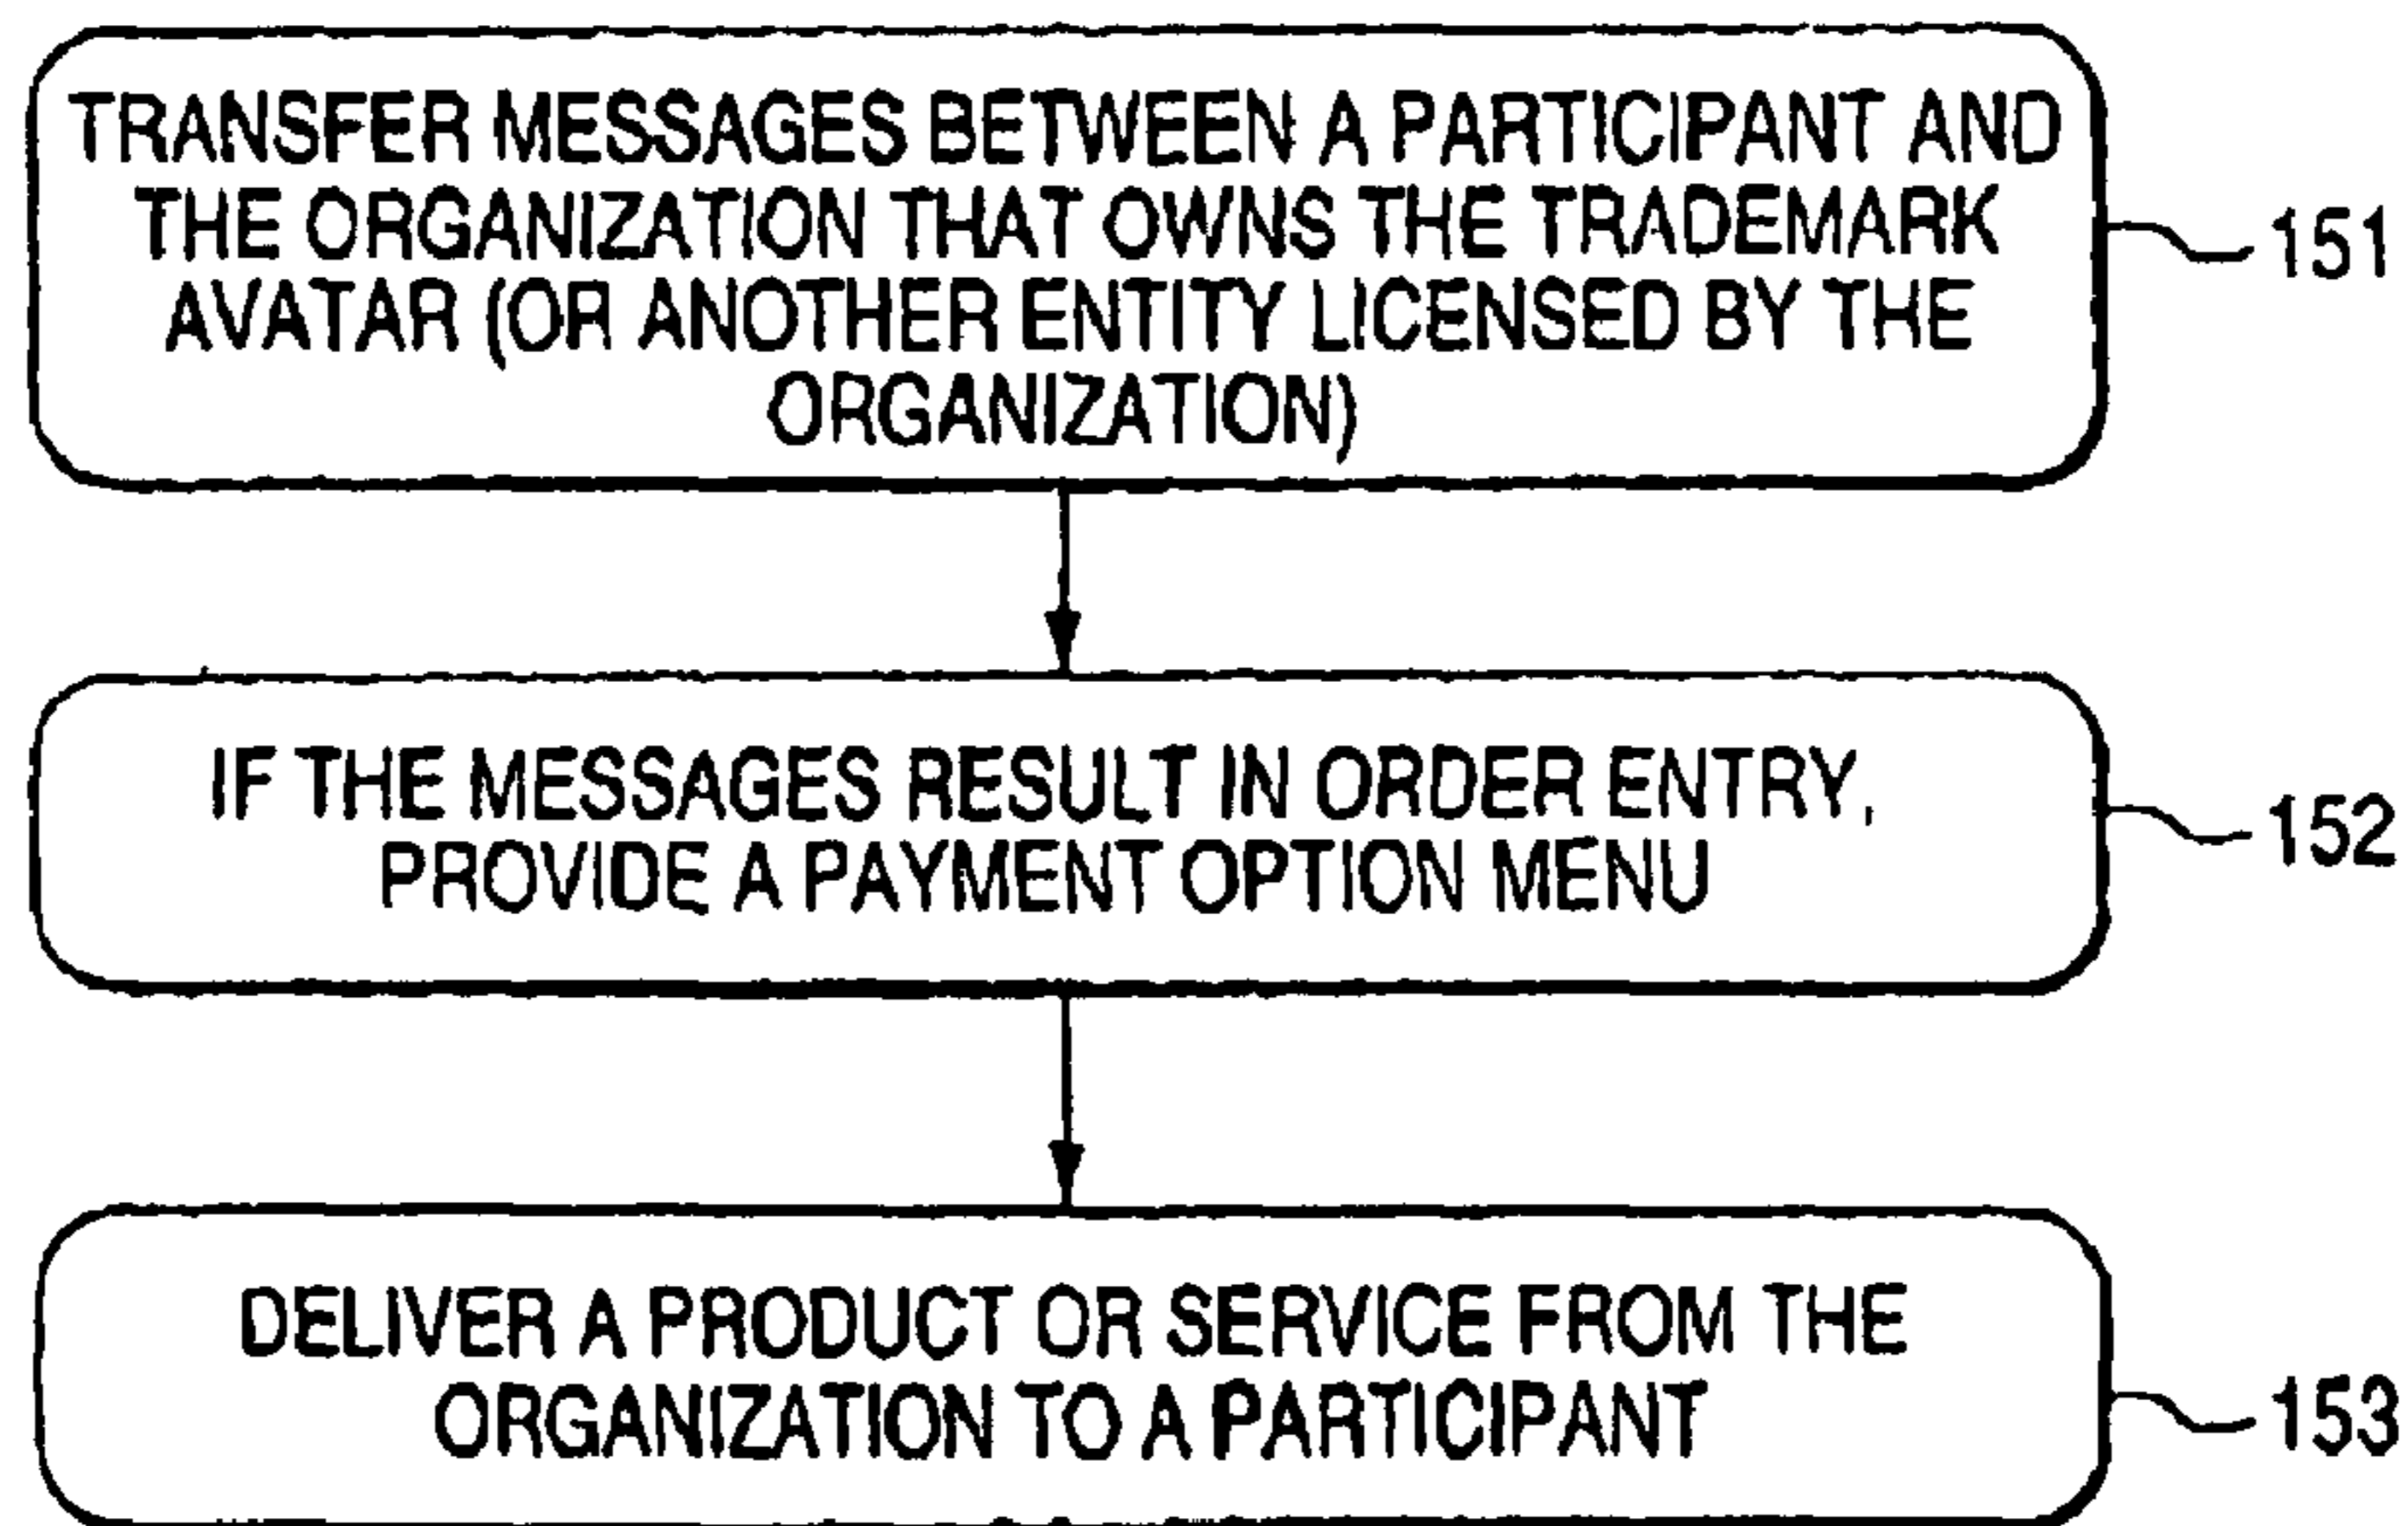 TRANSFER MESSAGES BETWEEN A PARTICIPANT AND
THE ORGANIZATION THAT OWNS THE TRADEMARK
AVATAR (OR ANOTHER ENTITY LICENSED BY THE
ORGANIZATION)
151
IF THE MESSAGES RESULT IN ORDER ENTRY,
PROVIDE A PAYMENT OPTION MENU
152
DELIVER A PRODUCT OR SERVICE FROM THE
ORGANIZATION TO A PARTICIPANT
153